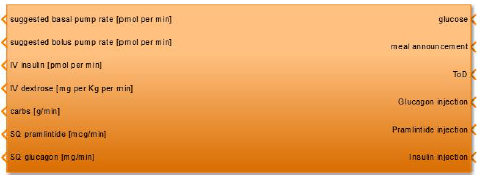 suggested basal pump rate [pmol per min]
suggested bolus pump rate [pmol per min]
IV insulin [pmol per min]
IV dextrose [mg per Kg per min]
carbs [g/min]
SQ pramlintide [mcg/min]
SQ glucagon [mg/min]
glucose
meal announcement
ToD
Glucagon injection
Pramlintide injection
Insulin injection